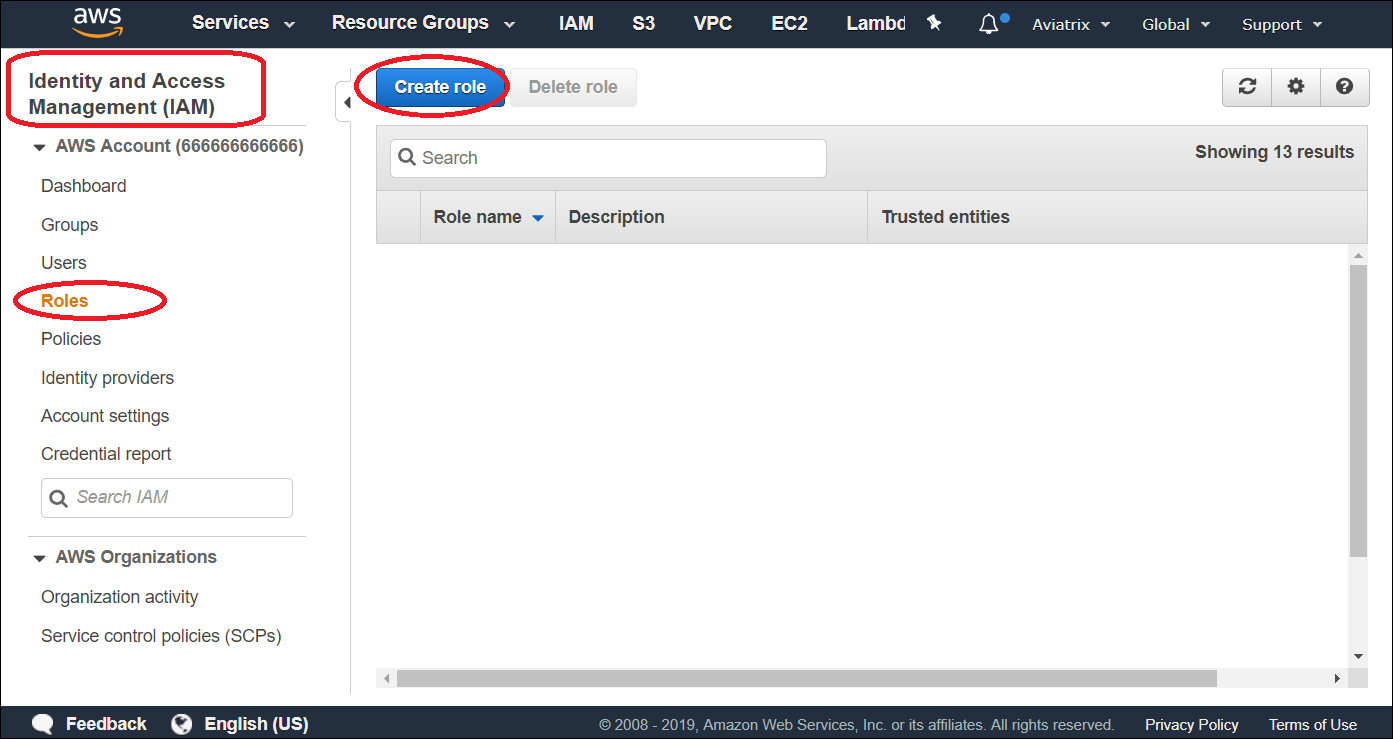 aws
Services
Resource Groups
IAM
S3
VPC
EC2
Lambd
Aviatrix
Global
Support
Identity and Access
Management (IAM)
AWS Account (666666666666)
Dashboard
Groups
Users
Roles
Policies
Identity providers
Account settings
Credential report
Search IAM
AWS Organizations
Organization activity
Service control policies (SCPs)
Create role
Delete role
Search
Showing 13 results
Role name
Description
Trusted entities
Feedback
English (US)
© 2008 - 2019, Amazon Web Services, Inc. or its affiliates. All rights reserved.
Privacy Policy
Terms of Use